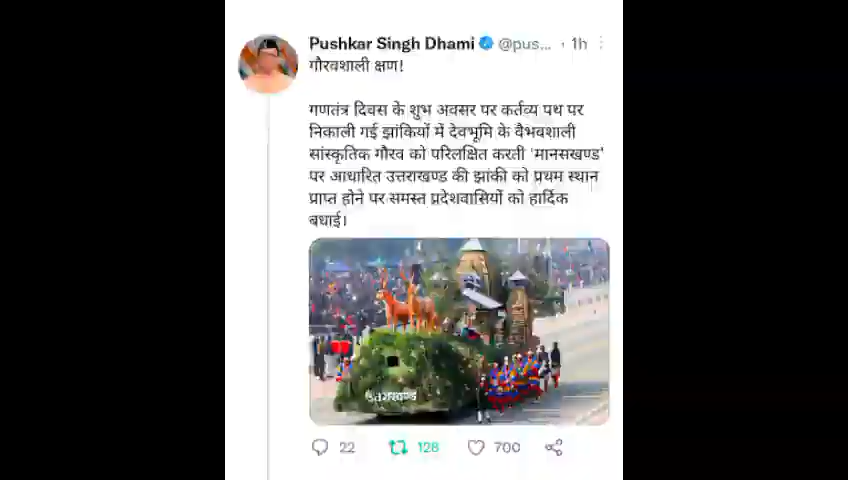 Pushkar Singh Dhami @pus... · 1h
गौरवशाली क्षण!
गणतंत्र दिवस के शुभ अवसर पर कर्तव्य पथ पर
निकाली गई झांकियों में देवभूमि के वैभवशाली
सांस्कृतिक गौरव को परिलक्षित करती 'मानसखण्ड'
पर आधारित उत्तराखण्ड की झांकी को प्रथम स्थान
प्राप्त होने पर समस्त प्रदेशवासियों को हार्दिक
बधाई।
उत्तराखण्ड
22 128 700